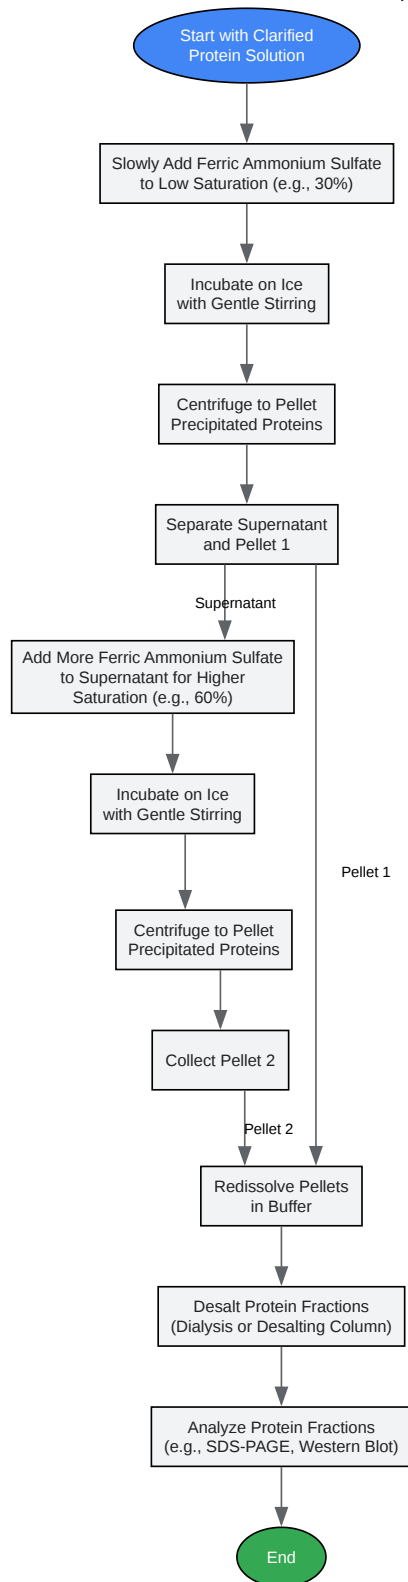 Start with Clarified
Protein Solution
Slowly Add Ferric Ammonium Sulfate
to Low Saturation (e.g., 30%)
Incubate on Ice
with Gentle Stirring
Centrifuge to Pellet
Precipitated Proteins
Separate Supernatant
and Pellet 1
Supernatant
Add More Ferric Ammonium Sulfate
to Supernatant for Higher
Saturation (e.g., 60%)
Incubate on Ice
with Gentle Stirring
Pellet 1
Centrifuge to Pellet
Precipitated Proteins
Collect Pellet 2
Pellet 2
Redissolve Pellets
in Buffer
Desalt Protein Fractions
(Dialysis or Desalting Column)
Analyze Protein Fractions
(e.g., SDS-PAGE, Western Blot)
End